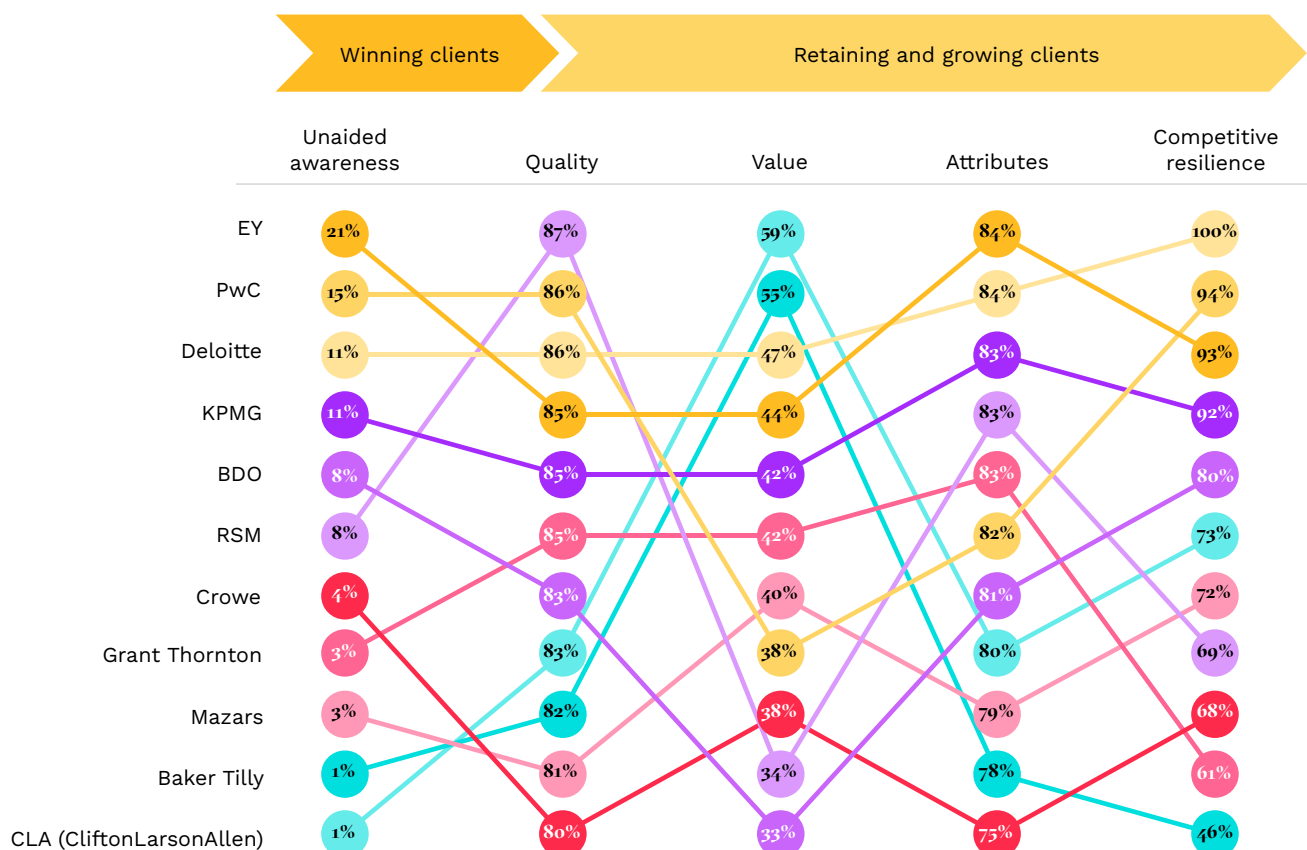 Winning clients
Retaining and growing clients
Unaided
awareness
Quality
Value
Attributes
Competitive
resilience
EY 21% 87% 59% 84% 100%
PwC 15% 86% 55% 84% 94%
Deloitte 11% 86% 47% 83% 93%
KPMG 11% 85% 44% 83% 92%
BDO 8% 85% 42% 83% 80%
RSM 8% 85% 42% 82% 73%
Crowe 4% 83% 40% 81% 72%
Grant Thornton 3% 83% 38% 80% 69%
Mazars 3% 82% 38% 79% 68%
Baker Tilly 1% 81% 34% 78% 61%
CLA (CliftonLarsonAllen) 1% 80% 33% 75% 46%